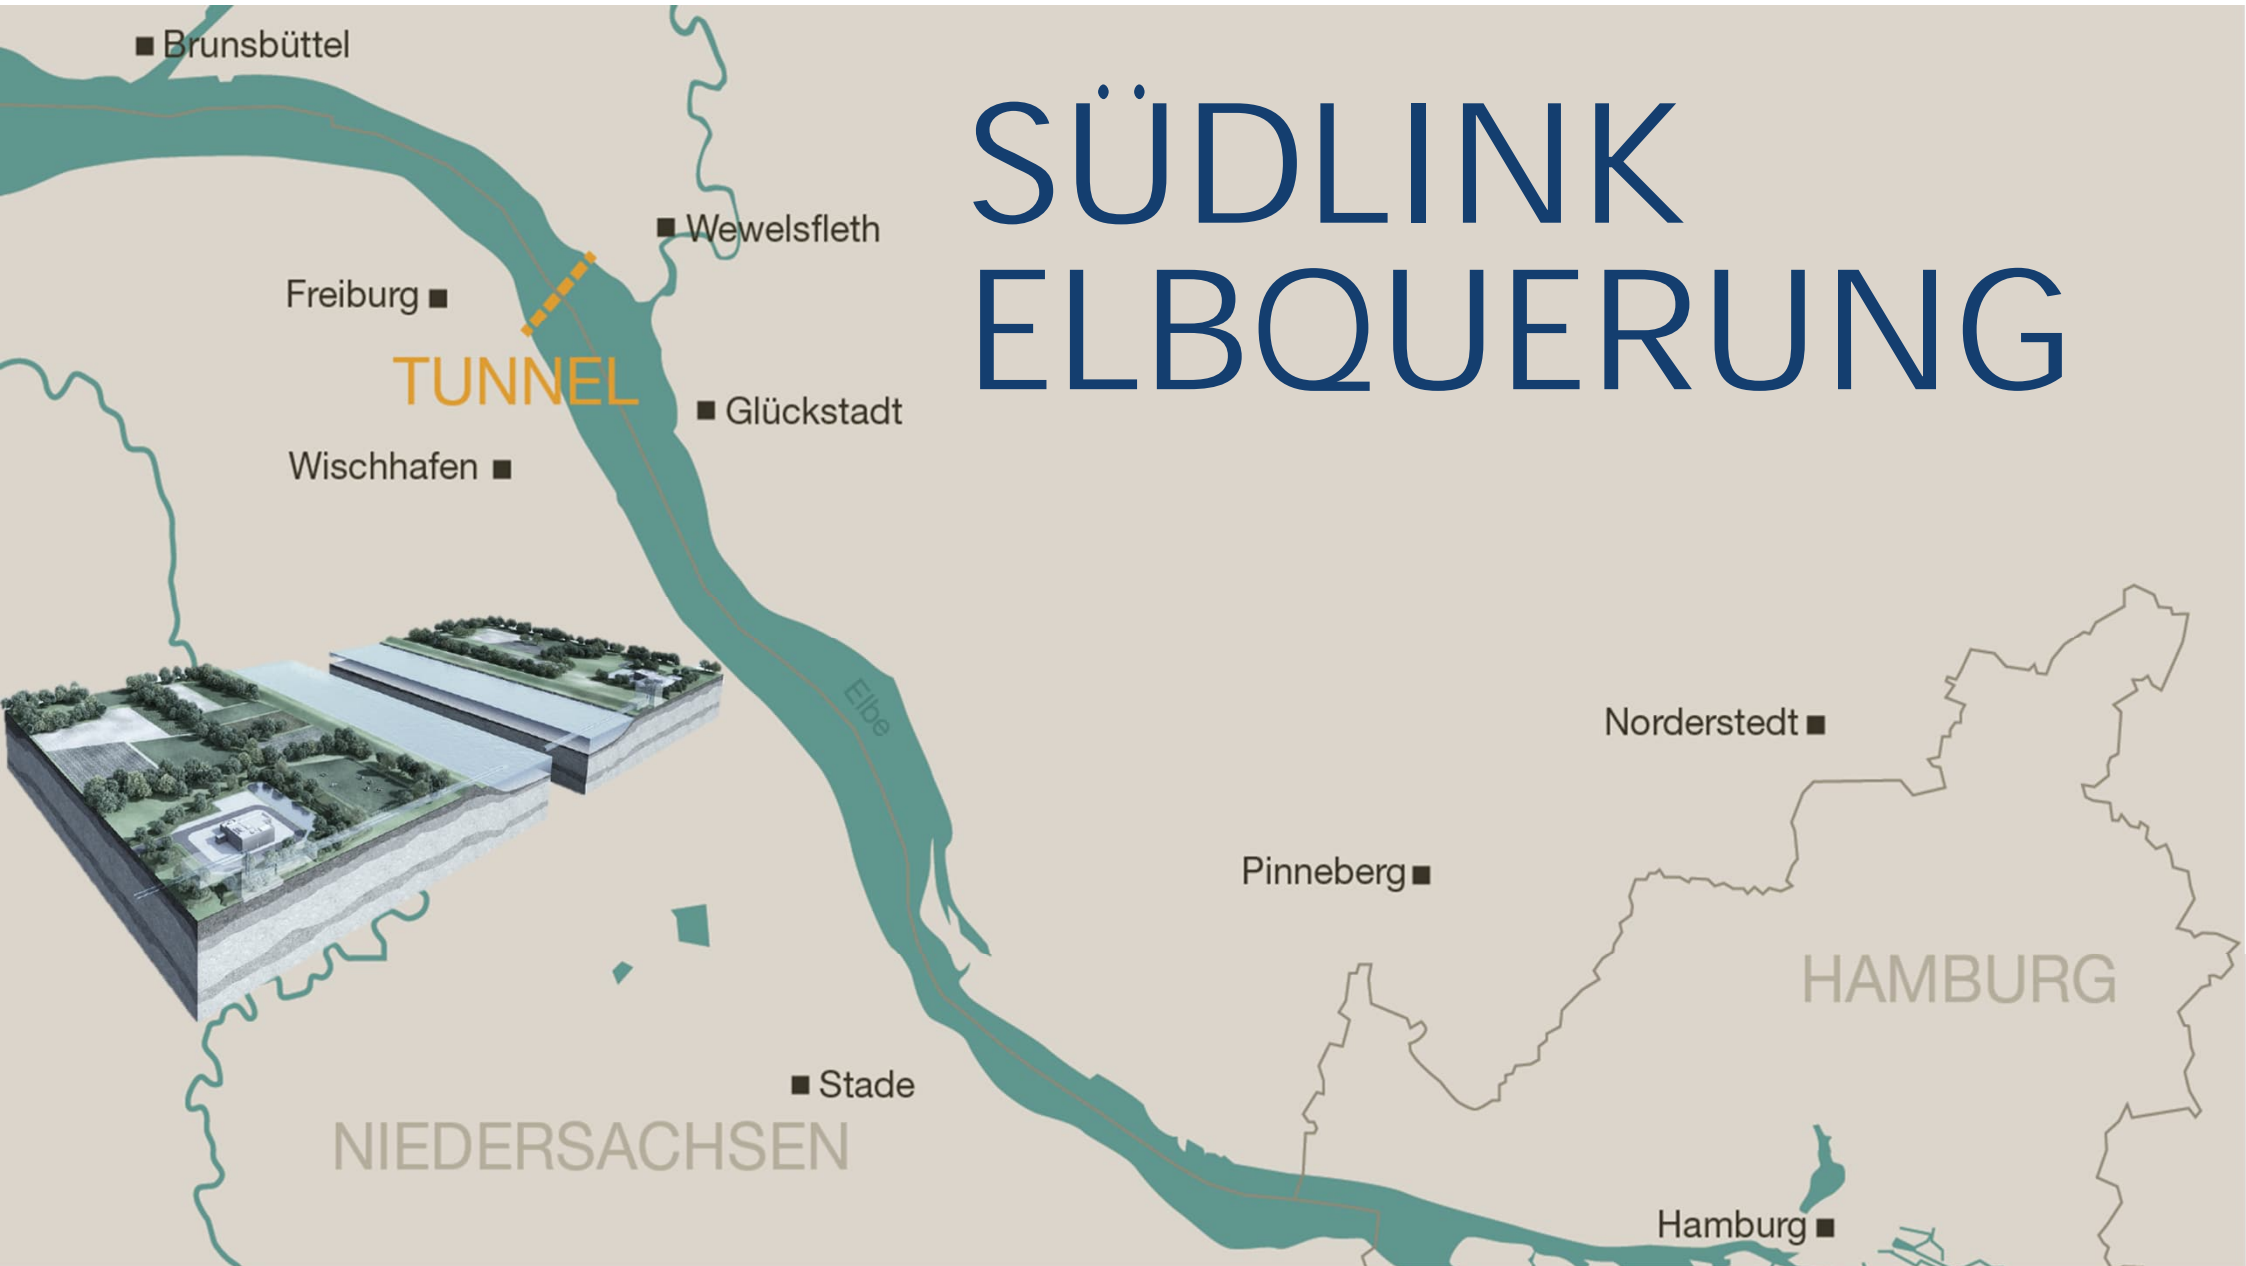 Brunsbüttel
SÜDLINK
ELBQUERUNG
Wewelsfleth
Freiburg
TUNNEL
Glückstadt
Wischhafen
Elbe
Norderstedt
Pinneberg
HAMBURG
Stade
NIEDERSACHSEN
Hamburg